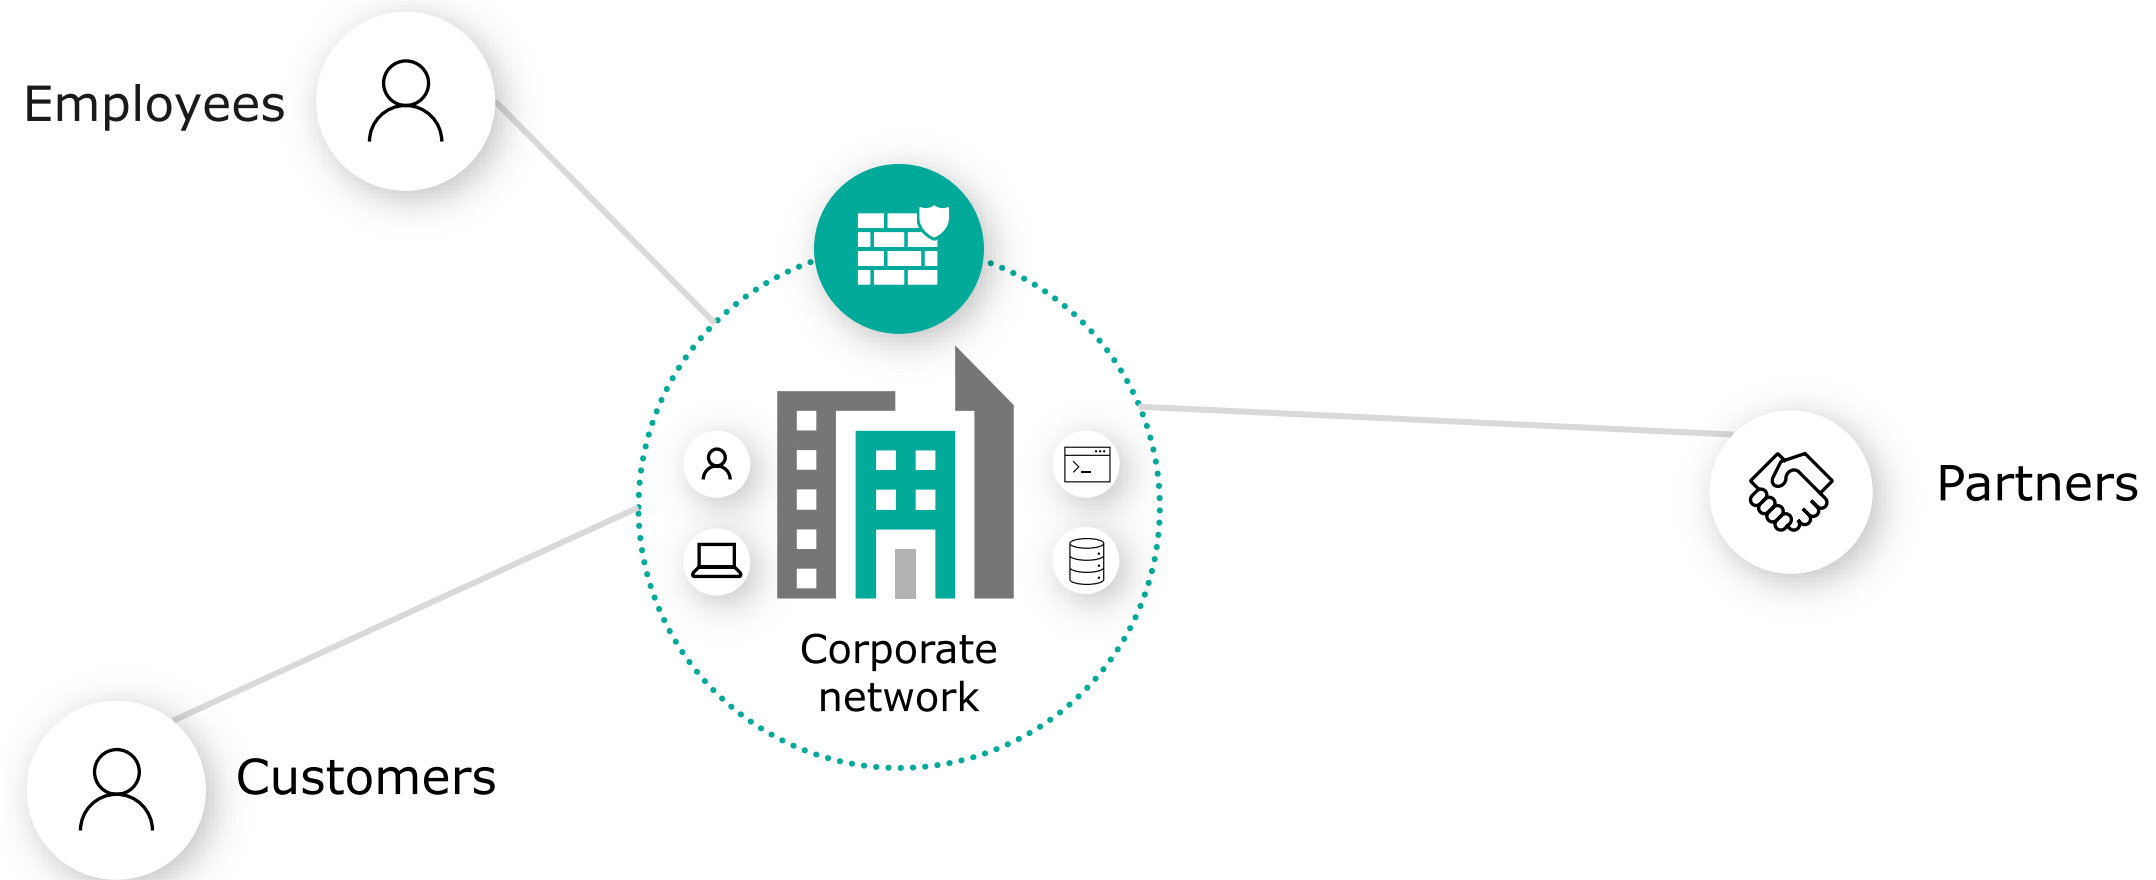 Employees
Partners
Corporate
network
Customers